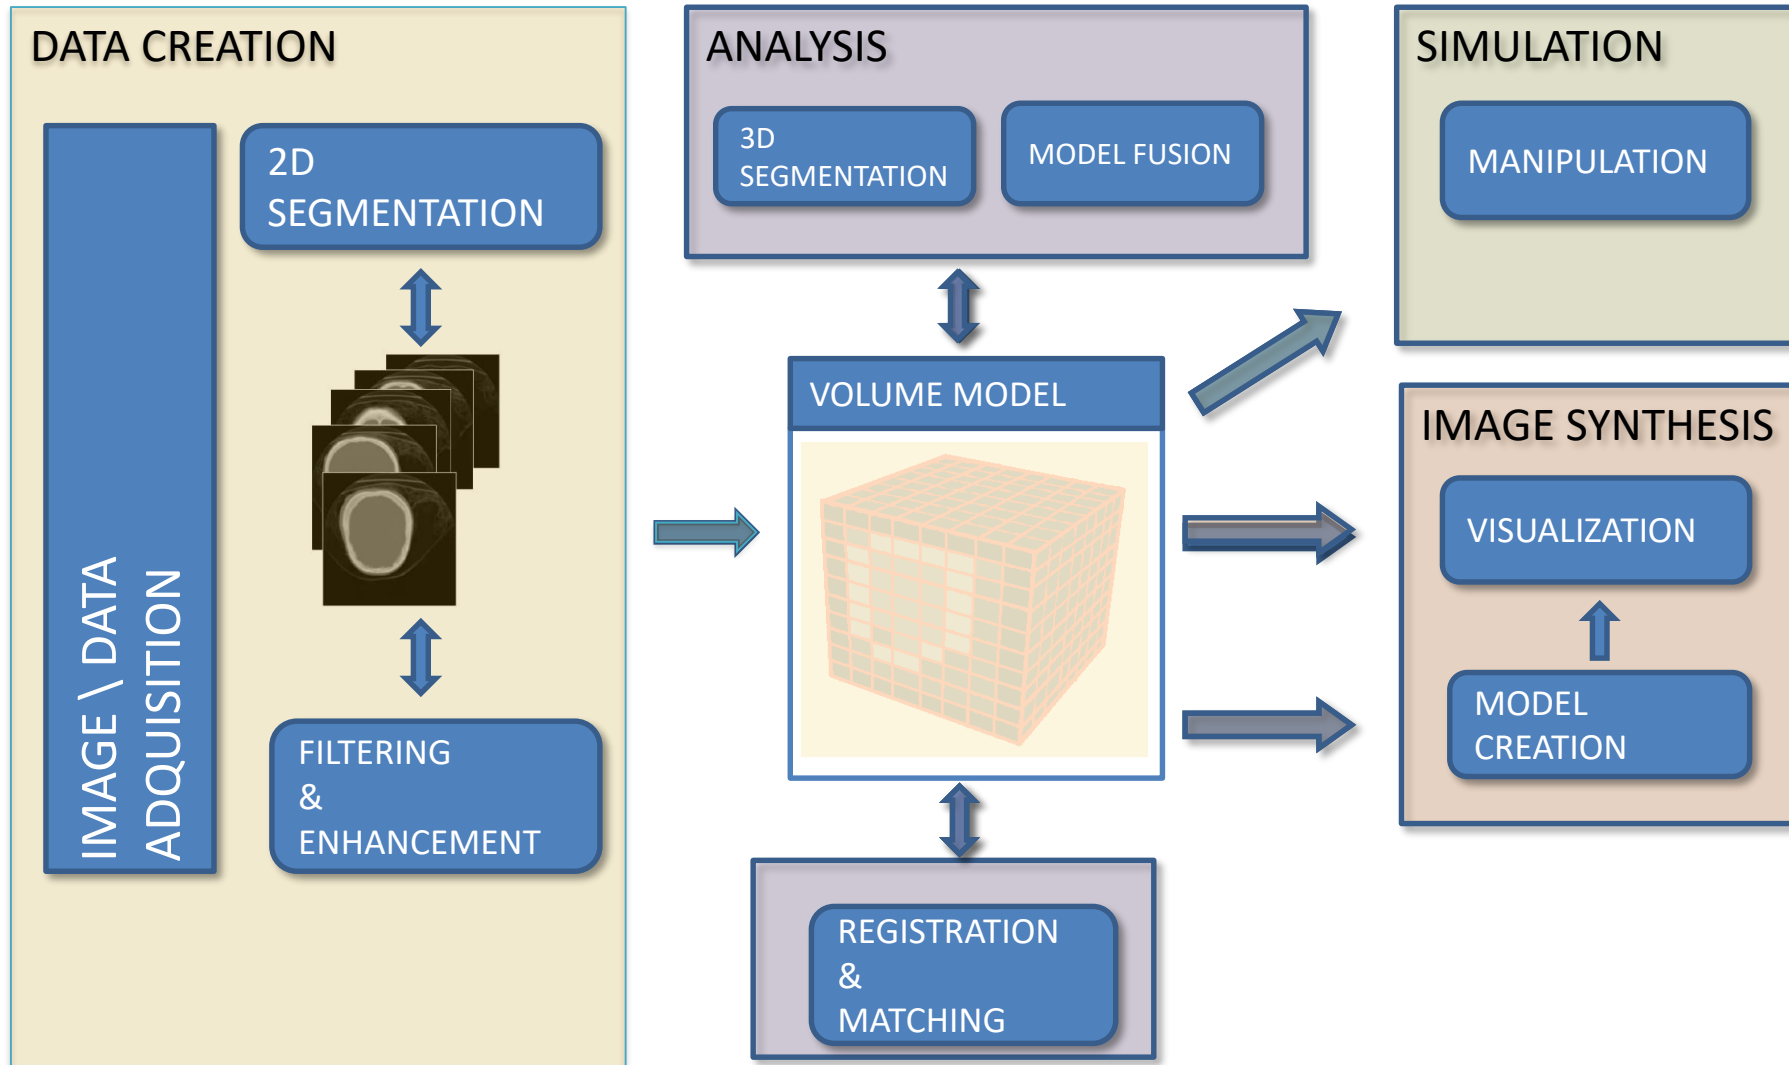 DATA CREATION
IMAGE \ DATA
ADQUISITION
2D
SEGMENTATION
FILTERING
&
ENHANCEMENT
ANALYSIS
3D
SEGMENTATION
MODEL FUSION
VOLUME MODEL
REGISTRATION
&
MATCHING
SIMULATION
MANIPULATION
IMAGE SYNTHESIS
VISUALIZATION
MODEL
CREATION